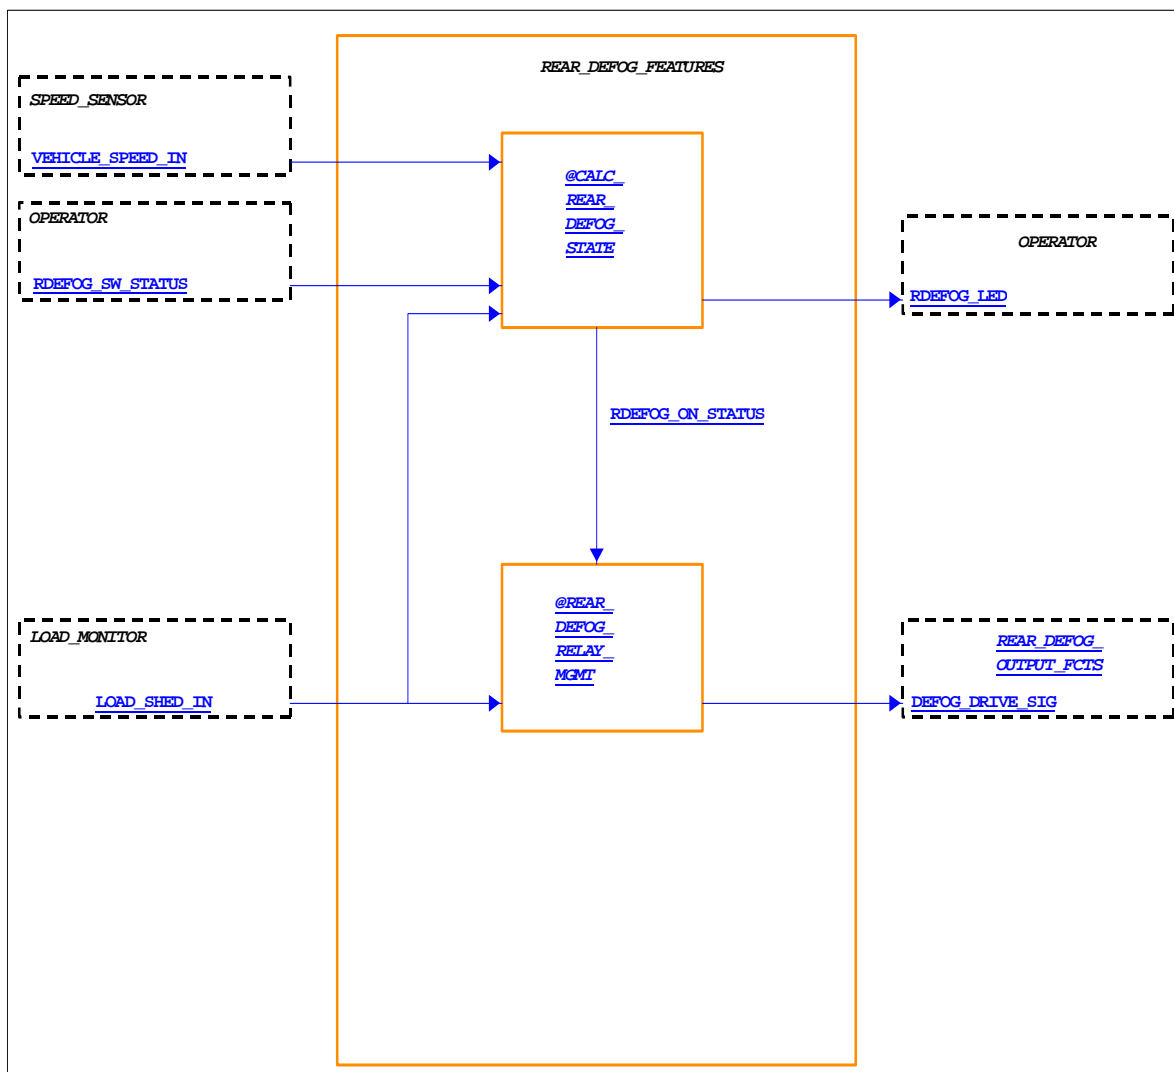 REAR_DEFOG_FEATURES
SPEED_SENSOR
VEHICLE_SPEED_IN
@CALC_
REAR_
DEFOG_
STATE
OPERATOR
RDEFOG_SW_STATUS
OPERATOR
RDEFOG_LED
RDEFOG_ON_STATUS
LOAD_MONITOR
LOAD_SHED_IN
@REAR_
DEFOG_
RELAY_
MGMT
REAR_DEFOG_
OUTPUT_FCTS
DEFOG_DRIVE_SIG